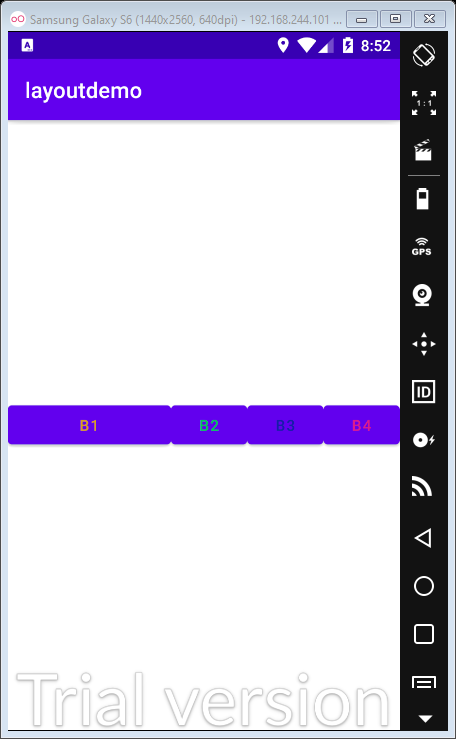 Samsung Galaxy S6 (1440x2560, 640dpi) - 192.168.244.101 ...
A 8:52
layoutdemo
1:1
GPS
ID
B1 B2 B3 B4
Trial version